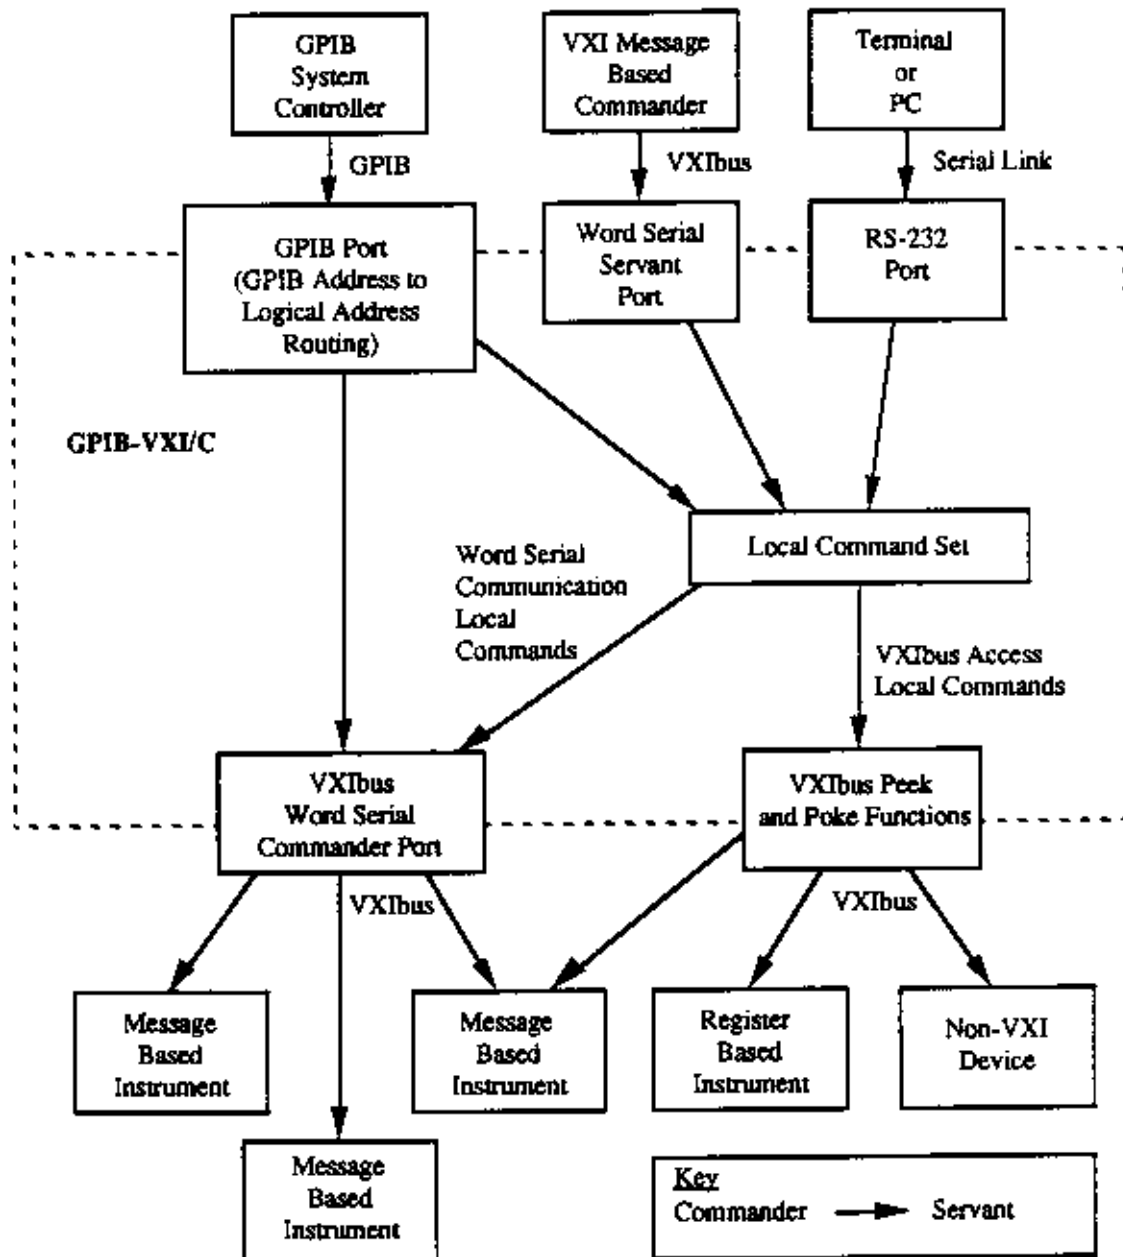 GPIB
System
Controller
VXI Message
Based
Commander
Terminal
or
PC
GPIB
VXIbus
Serial Link
GPIB Port
(GPIB Address to
Logical Address
Routing)
Word Serial
Servant
Port
RS-232
Port
GPIB-VXI/C
Local Command Set
Word Serial
Communication
Local
Commands
VXIbus Access
Local Commands
VXIbus
Word Serial
Commander Port
VXIbus Peek
and Poke Functions
VXIbus
VXIbus
Message
Based
Instrument
Message
Based
Instrument
Register
Based
Instrument
Non-VXI
Device
Message
Based
Instrument
Key
Commander Servant